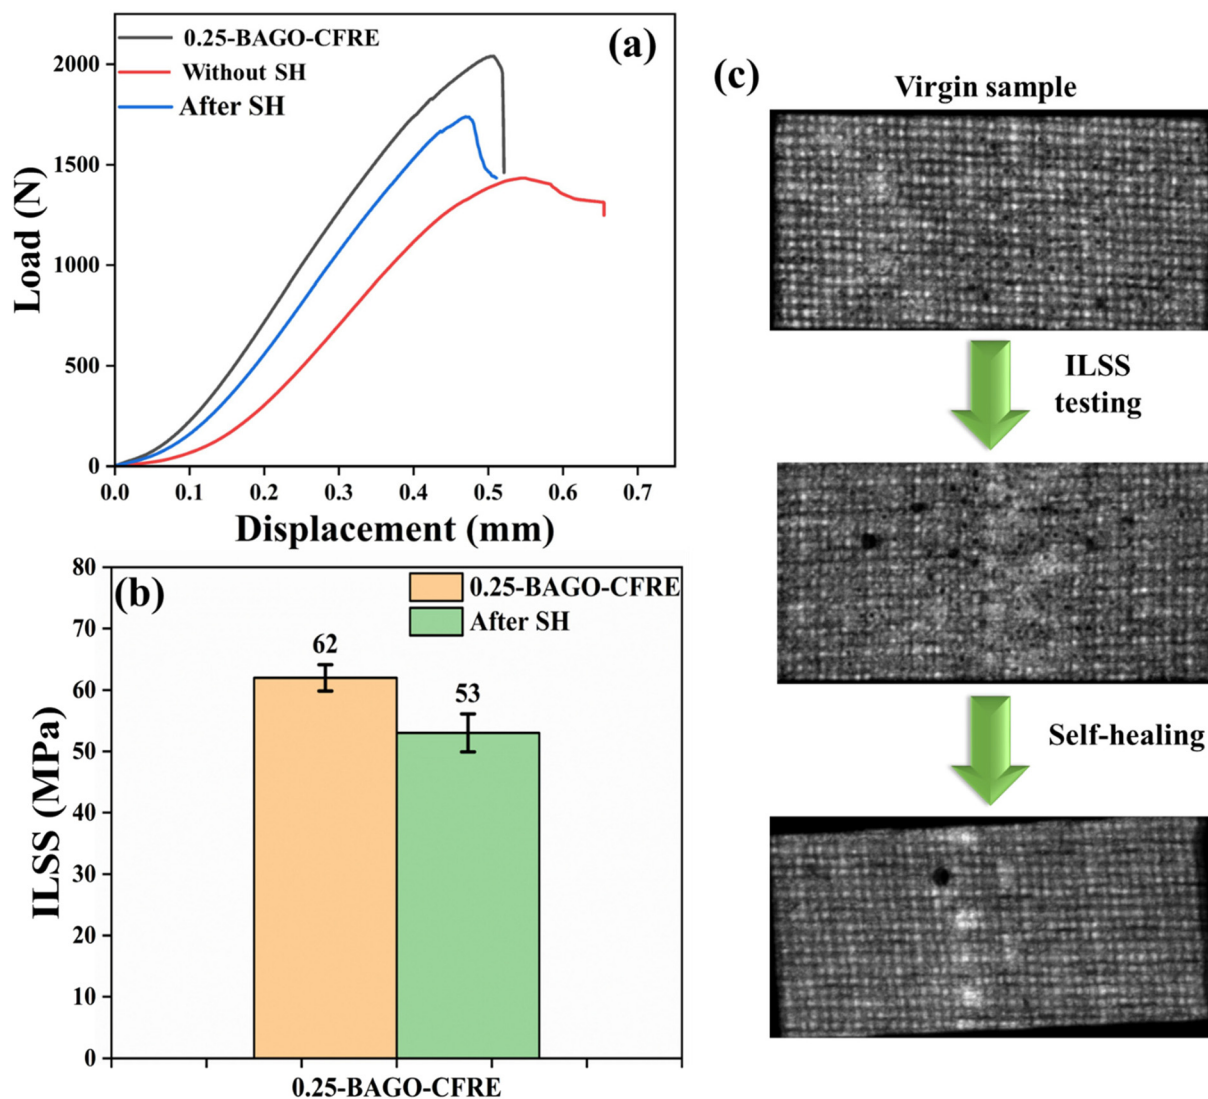 (a)
0.25-BAGO-CFRE
Without SH
After SH
Load (N)
2000
1500
1000
500
0
0.0 0.1 0.2 0.3 0.4 0.5 0.6 0.7
Displacement (mm)
(b)
0.25-BAGO-CFRE
After SH
ILSS (MPa)
80
70
60
50
40
30
20
10
0
62
53
0.25-BAGO-CFRE
(c)
Virgin sample
ILSS
testing
Self-healing